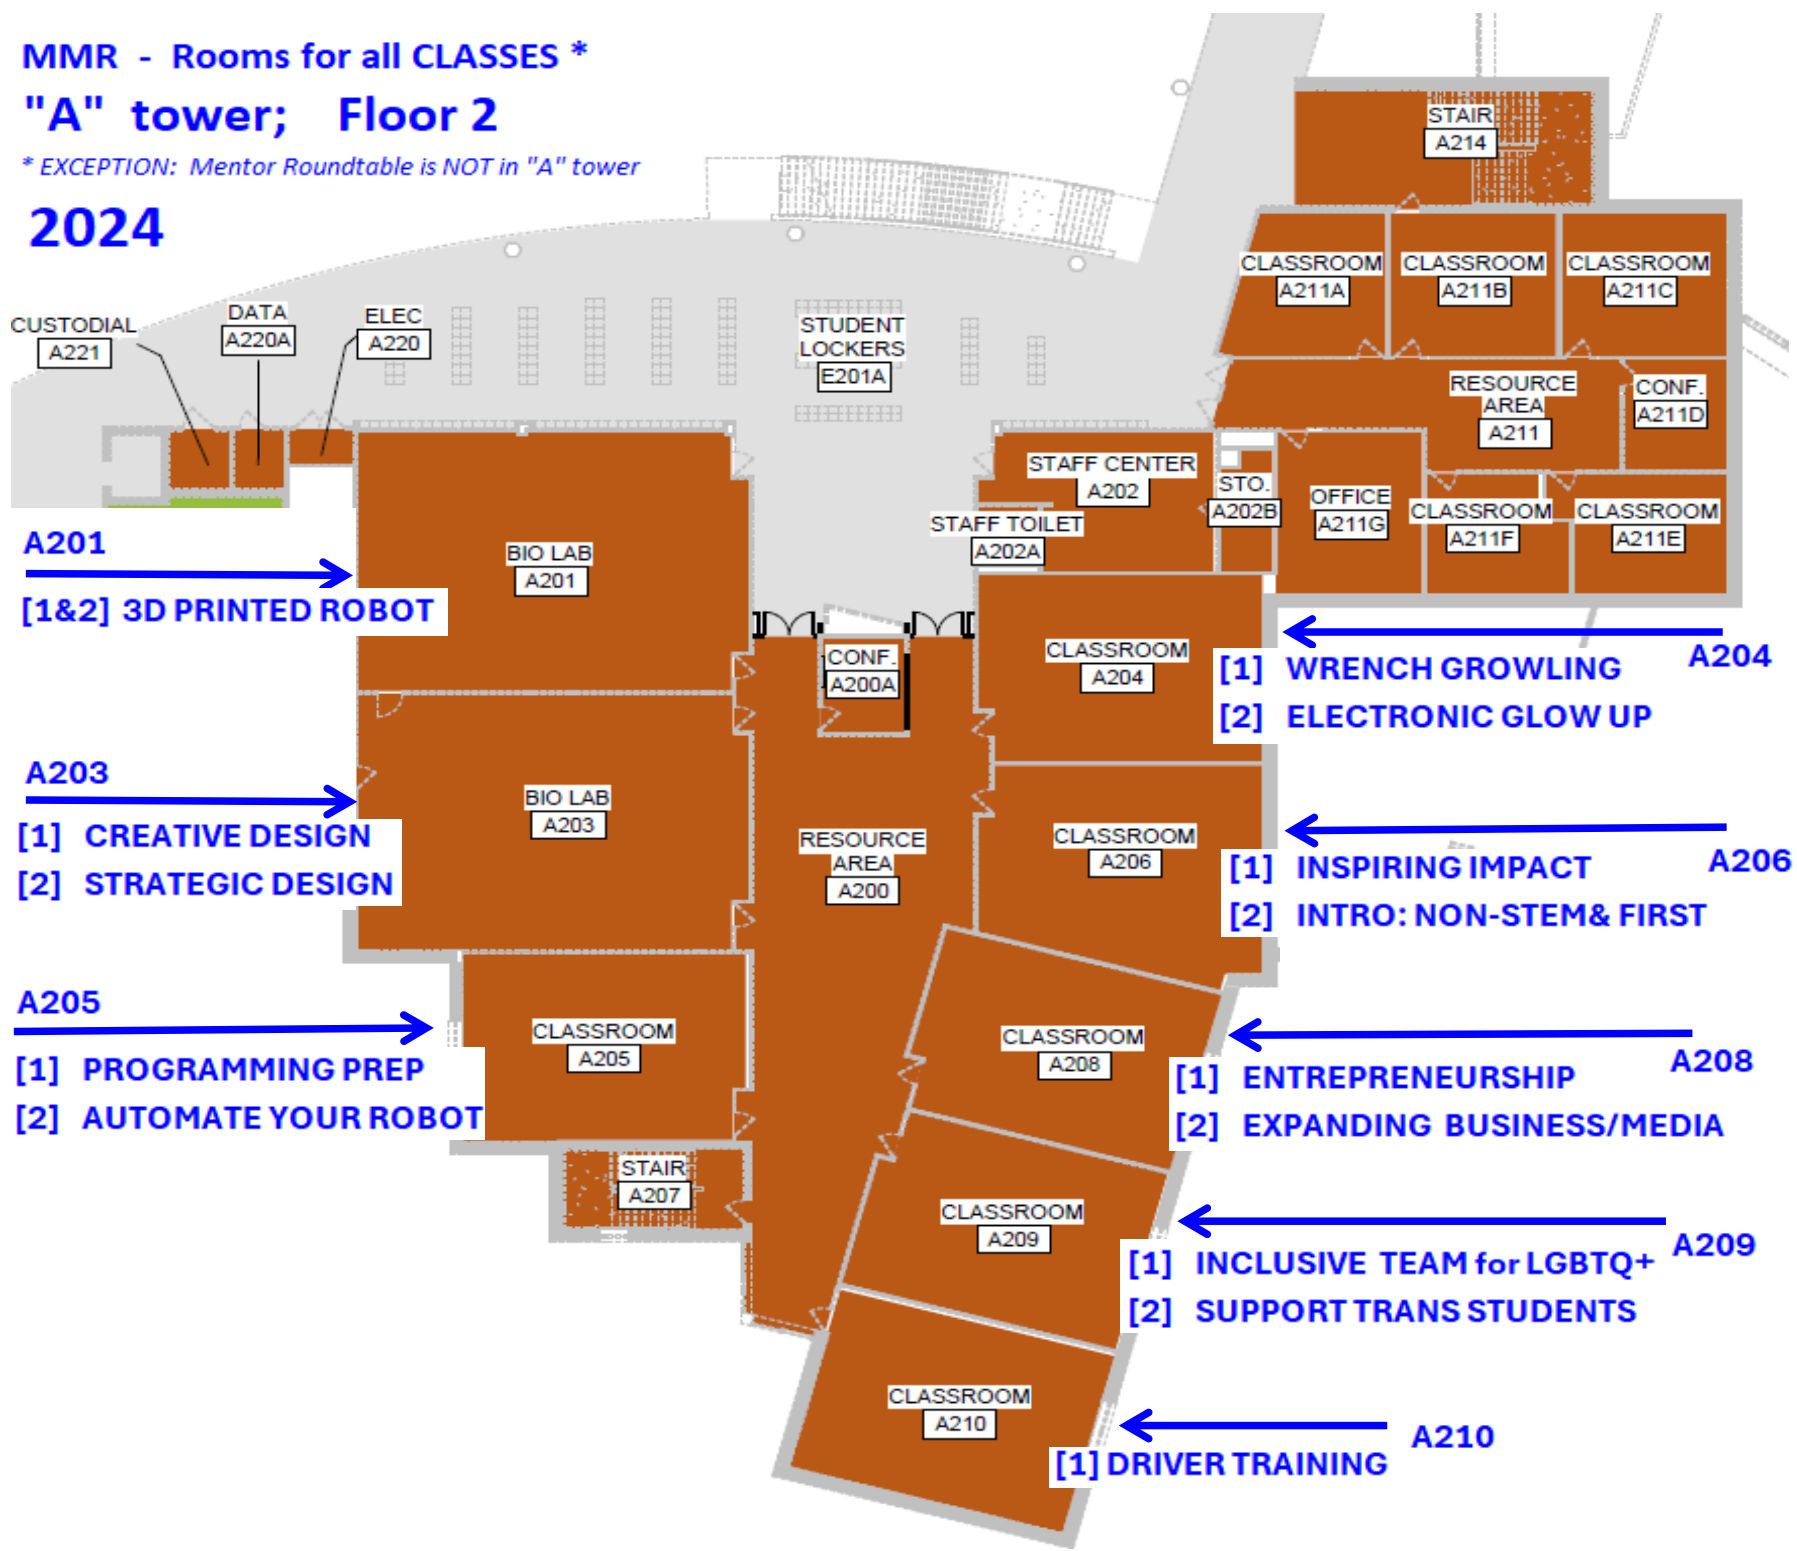 MMR - Rooms for all CLASSES *
"A" tower; Floor 2
* EXCEPTION: Mentor Roundtable is NOT in "A" tower
2024
STAIR
A214
CLASSROOM
A211A
CLASSROOM
A211B
CLASSROOM
A211C
CUSTODIAL
A221
DATA
A220A
ELEC
A220
STUDENT
LOCKERS
E201A
RESOURCE
AREA
A211
CONF.
A211D
STAFF CENTER
A202
STO.
A202B
OFFICE
A211G
CLASSROOM
A211F
CLASSROOM
A211E
STAFF TOILET
A202A
A201
[1&2] 3D PRINTED ROBOT
BIO LAB
A201
CONF.
A200A
CLASSROOM
A204
A204
[1] WRENCH GROWLING
[2] ELECTRONIC GLOW UP
A203
[1] CREATIVE DESIGN
[2] STRATEGIC DESIGN
BIO LAB
A203
RESOURCE
AREA
A200
CLASSROOM
A206
A206
[1] INSPIRING IMPACT
[2] INTRO: NON-STEM& FIRST
A205
[1] PROGRAMMING PREP
[2] AUTOMATE YOUR ROBOT
CLASSROOM
A205
CLASSROOM
A208
A208
[1] ENTREPRENEURSHIP
[2] EXPANDING BUSINESS/MEDIA
STAIR
A207
CLASSROOM
A209
A209
[1] INCLUSIVE TEAM for LGBTQ+
[2] SUPPORT TRANS STUDENTS
CLASSROOM
A210
A210
[1] DRIVER TRAINING